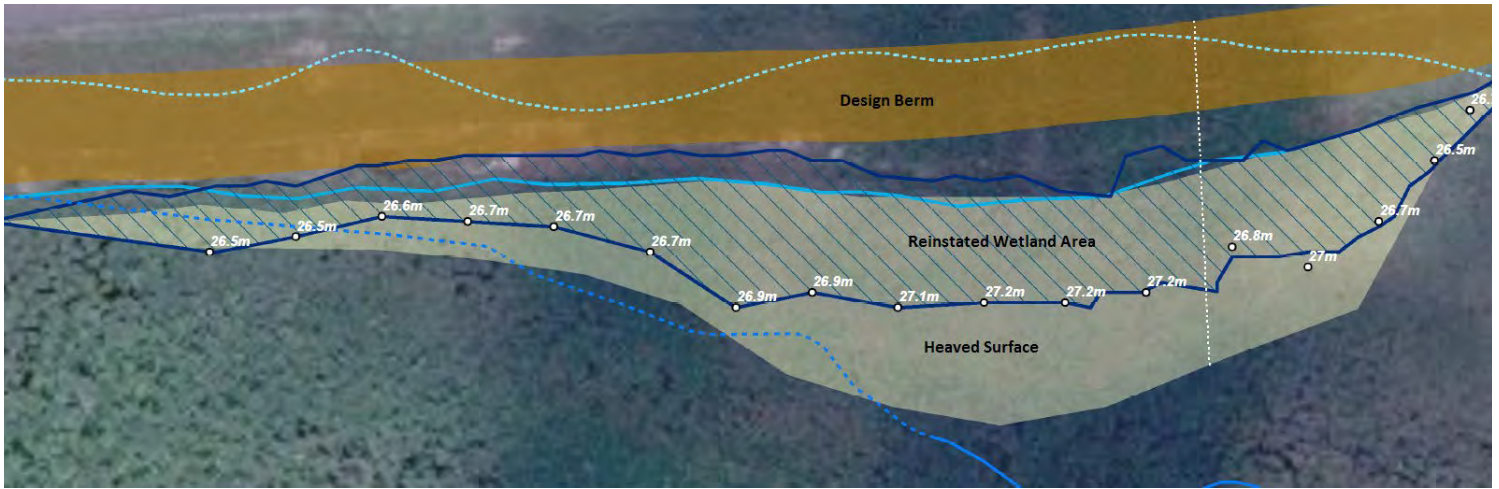 Design Berm
26.5m
26.6m
26.7m
26.7m
26.5m
26.5m
26.7m
Reinstated Wetland Area
26.8m
26.7m
27m
26.9m
26.9m
27.1m
27.2m
27.2m
27.2m
Heaved Surface